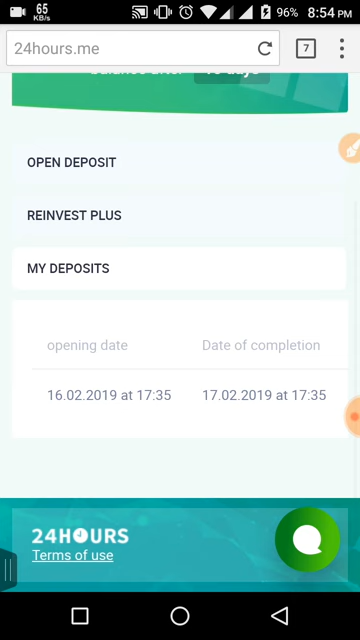 65
KB/s
96% 8:54 PM
24hours.me
7
OPEN DEPOSIT
REINVEST PLUS
MY DEPOSITS
opening date Date of completion
16.02.2019 at 17:35 17.02.2019 at 17:35
24HOURS
Terms of use